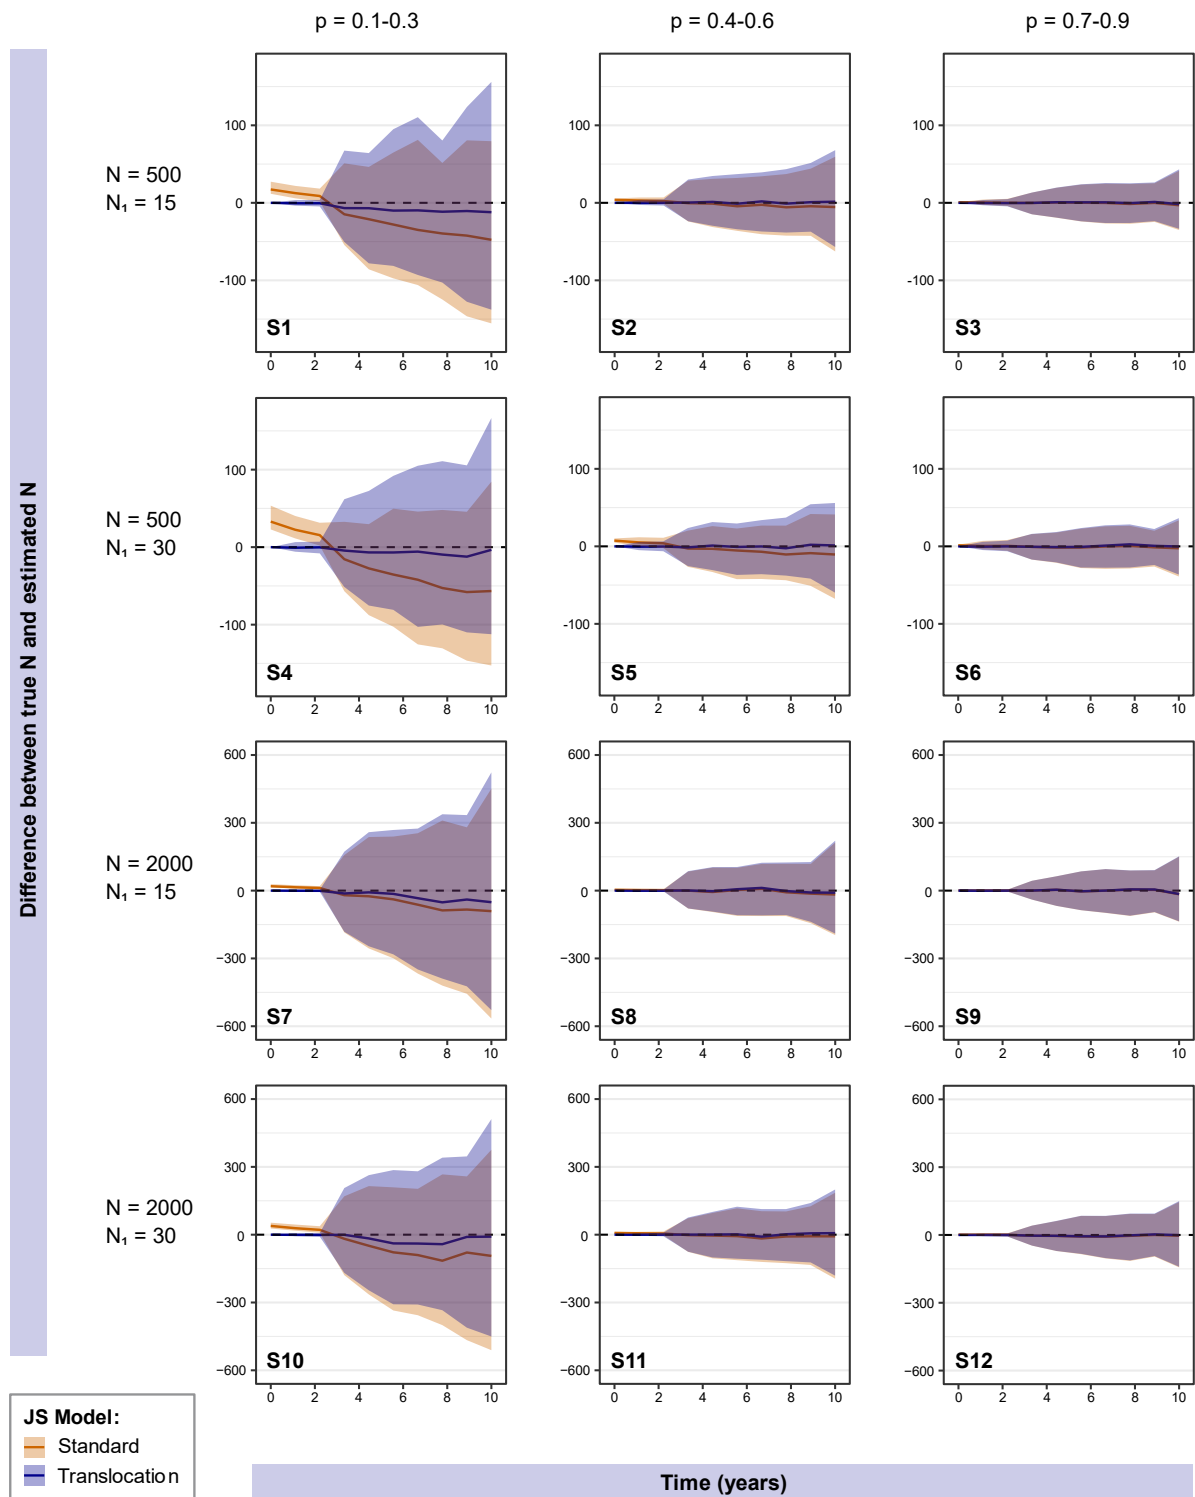 p = 0.1-0.3 p = 0.4-0.6 p = 0.7-0.9
Difference between true N and estimated N
N = 500
N₁ = 15
100
0
-100
S1
0 2 4 6 8 10
S2
0 2 4 6 8 10
100
0
-100
S3
0 2 4 6 8 10
100
0
-100
N = 500
N₁ = 30
100
0
-100
S4
0 2 4 6 8 10
100
0
-100
S5
0 2 4 6 8 10
100
0
-100
S6
0 2 4 6 8 10
N = 2000
N₁ = 15
600
300
0
−300
−600
S7
0 2 4 6 8 10
600
300
0
−300
−600
S8
0 2 4 6 8 10
600
300
0
−300
−600
S9
0 2 4 6 8 10
N = 2000
N₁ = 30
600
300
0
−300
−600
S10
0 2 4 6 8 10
600
300
0
−300
−600
S11
0 2 4 6 8 10
600
300
0
−300
−600
S12
0 2 4 6 8 10
JS Model:
Standard
Translocation
Time (years)